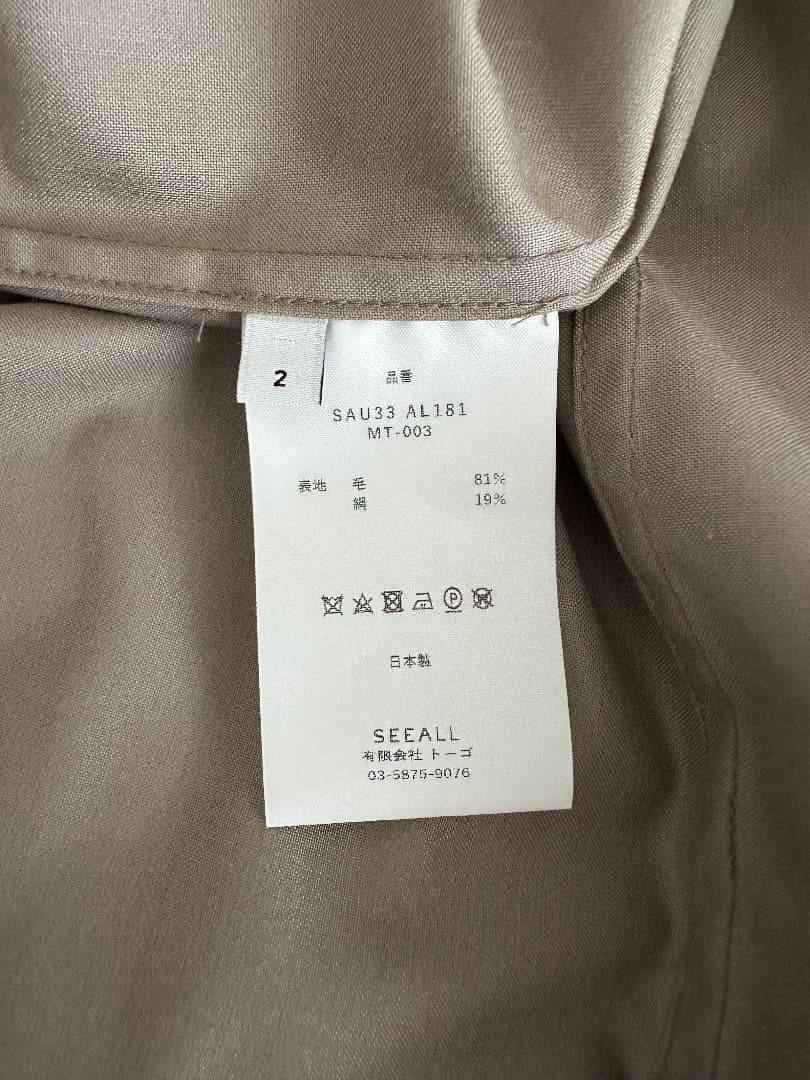 2
品番
SAU33 AL181
MT-003
表地 毛 81%
絹 19%
日本製
SEEALL
有限会社 トーゴ
03-5875-9076